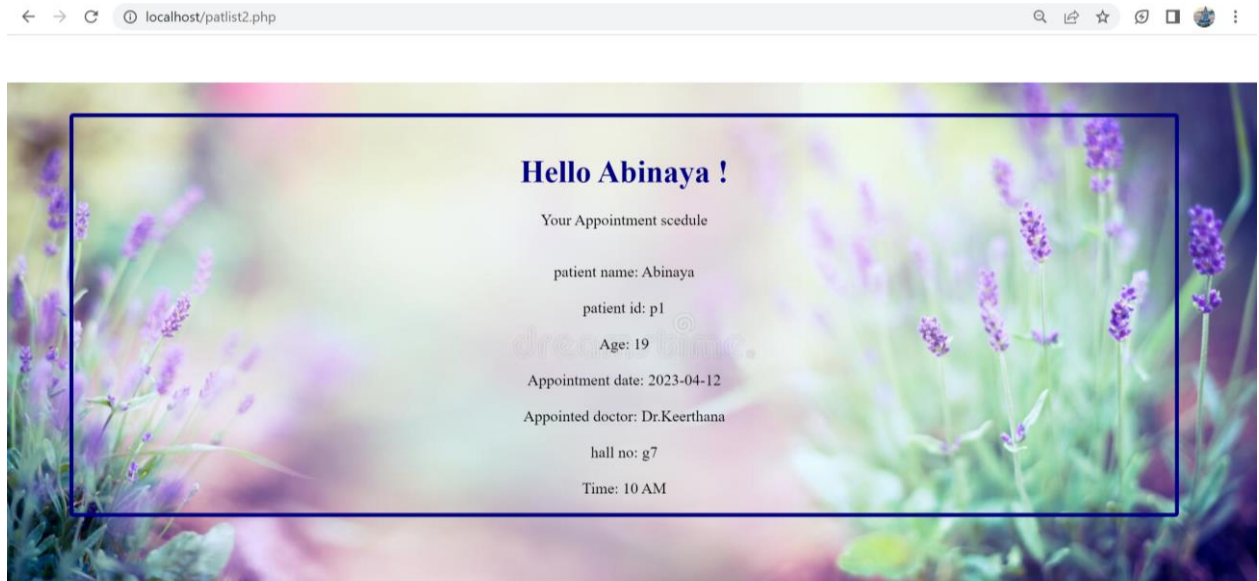 localhost/patlist2.php
Hello Abinaya !
Your Appointment scedule
patient name: Abinaya
patient id: p1
dreamstime.
Age: 19
Appointment date: 2023-04-12
Appointed doctor: Dr.Keerthana
hall no: g7
Time: 10 AM